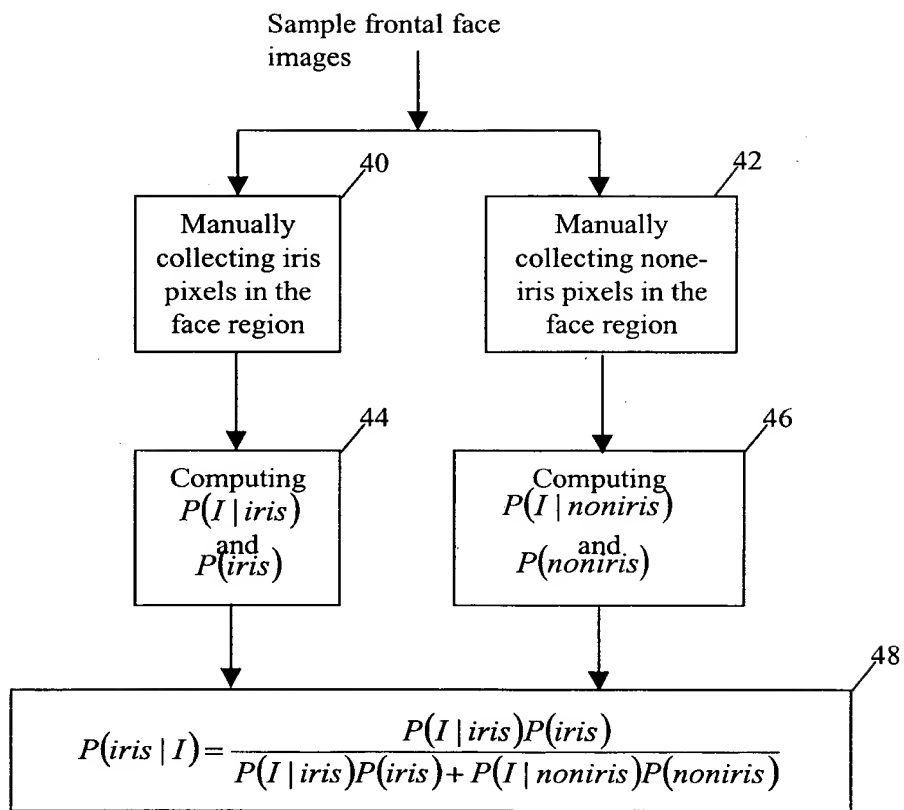 Sample frontal face
images
40
42
Manually
collecting iris
pixels in the
face region
Manually
collecting none-
iris pixels in the
face region
44
46
Computing
P(I | iris)
and
P(iris)
Computing
P(I | noniris)
and
P(noniris)
48
P(iris | I) = P(I | iris)P(iris) / P(I | iris)P(iris) + P(I | noniris)P(noniris)